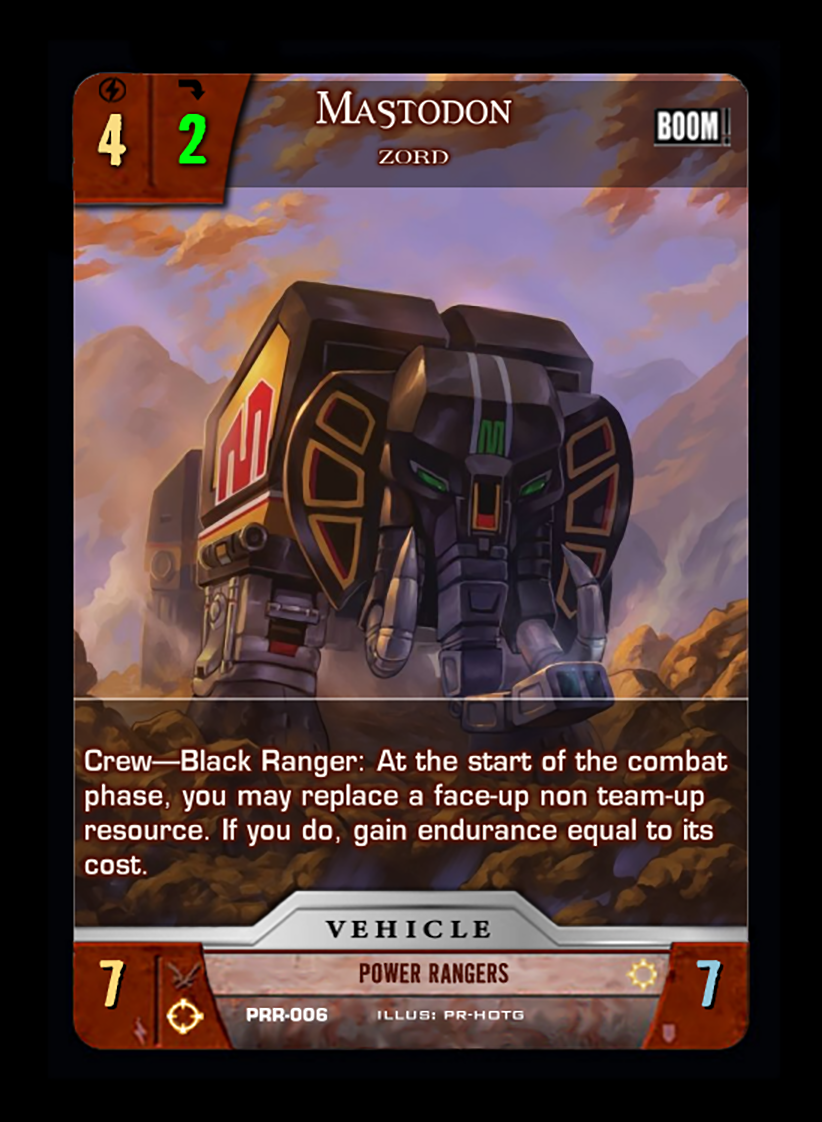 4 2
MASTODON
ZORD
BOOM!!
M
M
Crew—Black Ranger: At the start of the combat
phase, you may replace a face-up non team-up
resource. If you do, gain endurance equal to its
cost.
VEHICLE
7 POWER RANGERS 7
PRR-006 ILLUS: PR-HOTG